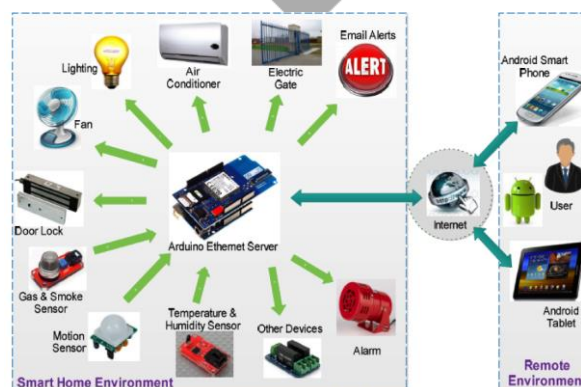 Lighting
Air
Conditioner
Electric
Gate
Email Alerts
ALERT
Fan
Door Lock
Arduino Ethernet Server
Gas & Smoke
Sensor
Motion
Sensor
Temperature &
Humidity Sensor
Other Devices
Alarm
Smart Home Environment
Internet
Android Smart
Phone
User
Android
Tablet
Remote
Environment